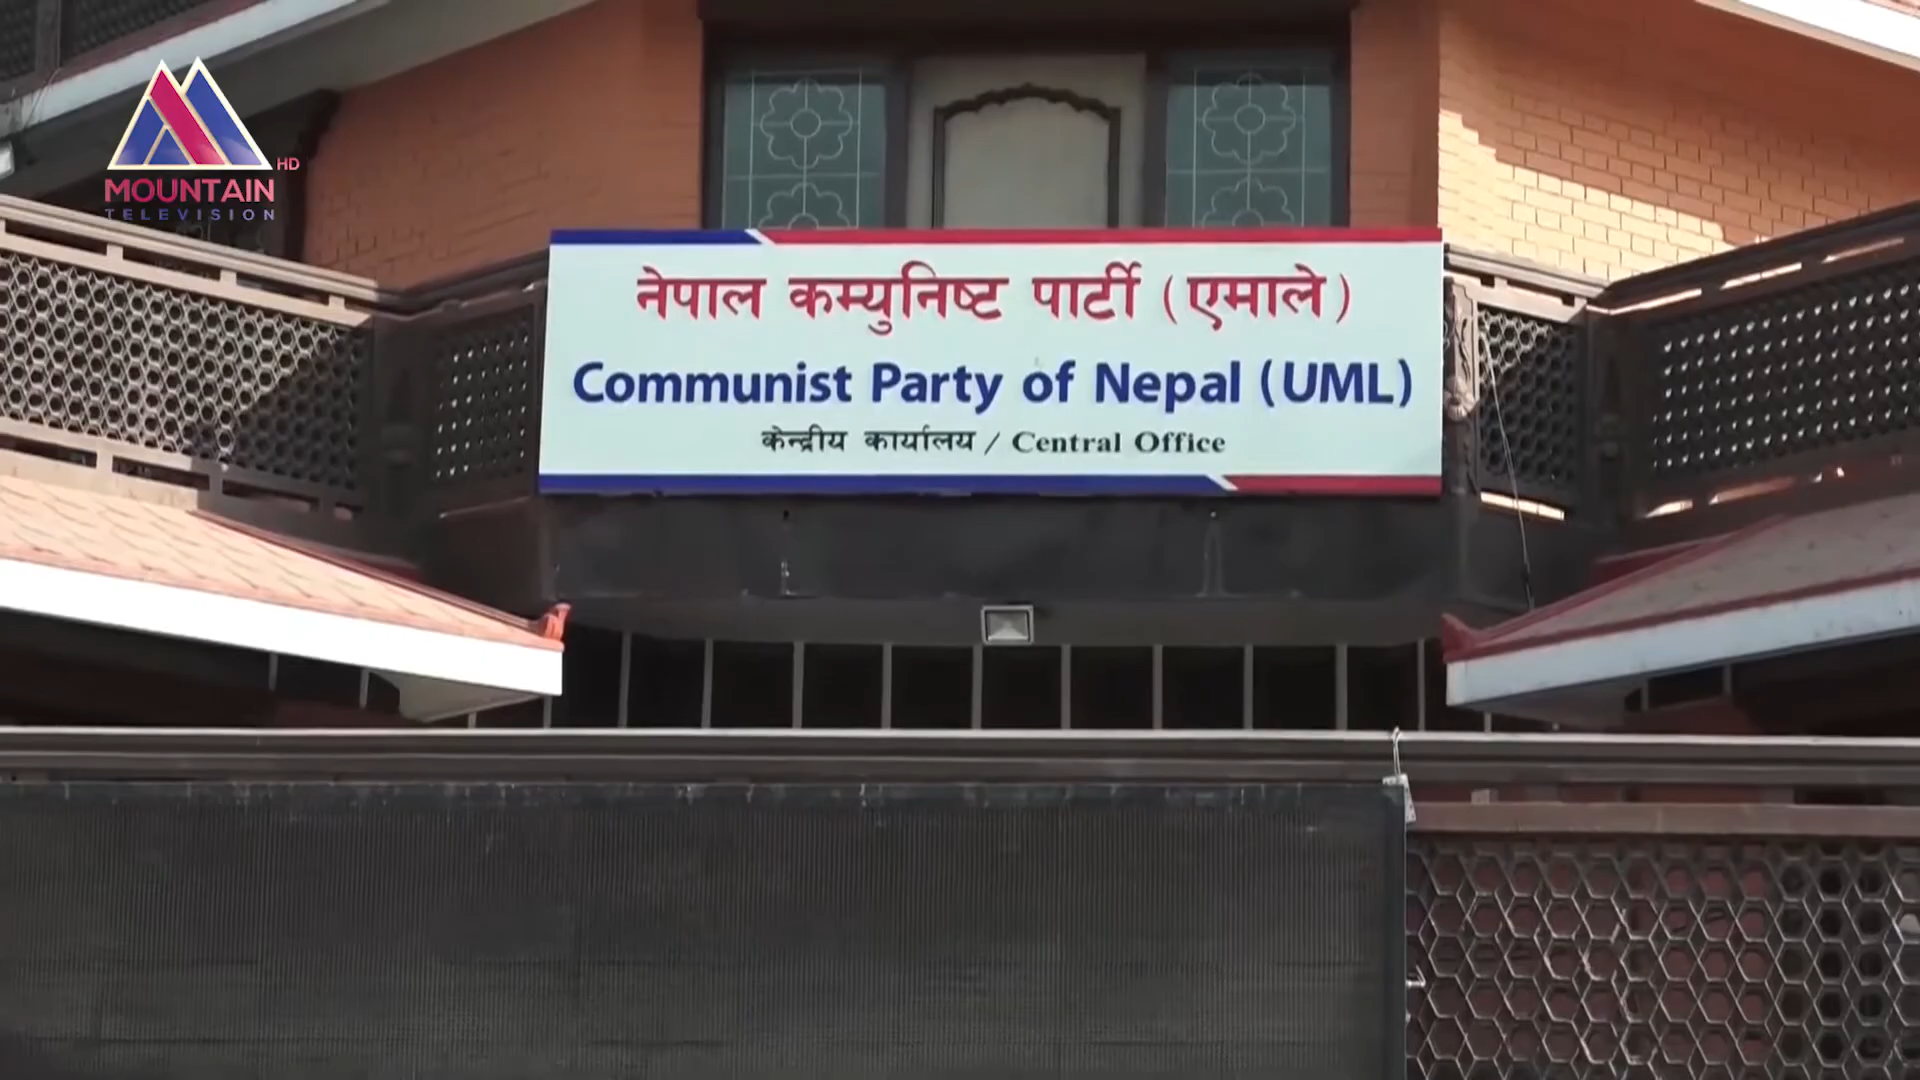 HD
MOUNTAIN
TELEVISION
नेपाल कम्युनिष्ट पार्टी (एमाले)
Communist Party of Nepal (UML)
केन्द्रीय कार्यालय / Central Office